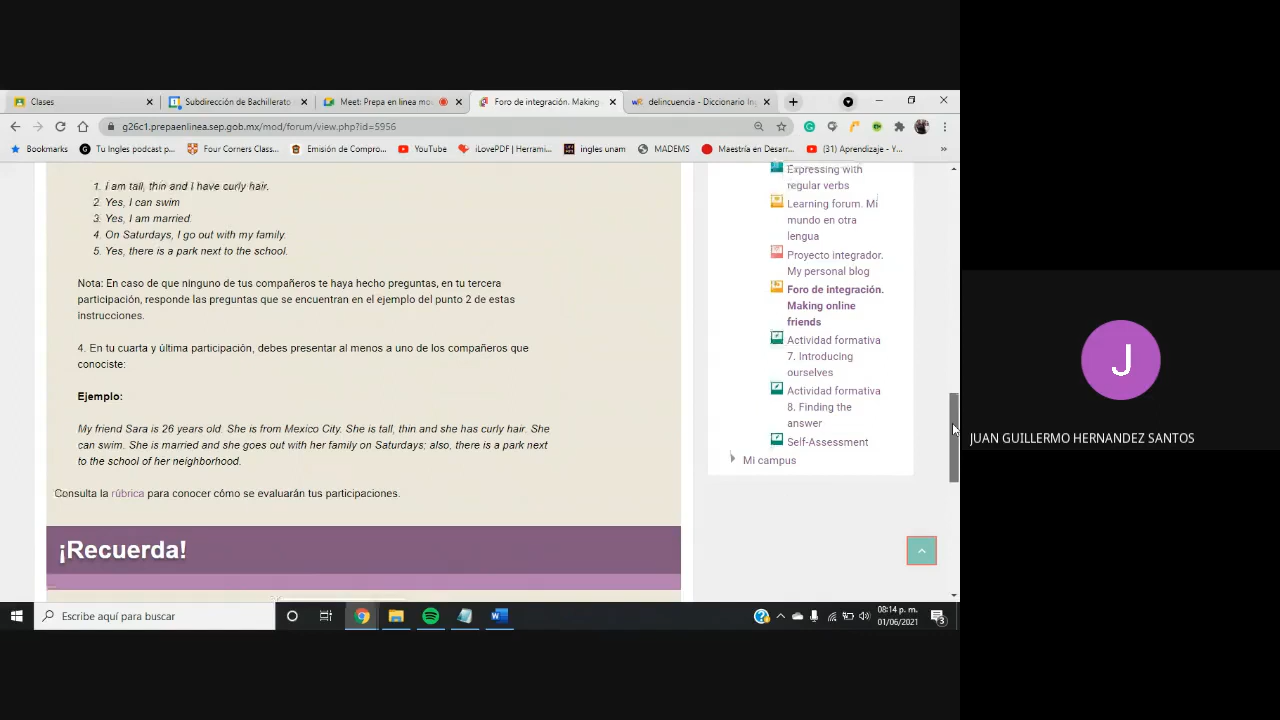 Clases
Subdirección de Bachillerato
Meet: Prepa en linea mo
Foro de integración. Making
delincuencia - Diccionario In
g26c1.prepaenlinea.sep.gob.mx/mod/forum/view.php?id=5956
Bookmarks
Tu Ingles podcast p...
Four Corners Class...
Emisión de Compro...
YouTube
iLovePDF | Herrami...
ingles unam
MADEMS
Maestría en Desarr...
(31) Aprendizaje - Y...
»
1. I am tall, thin and I have curly hair.
2. Yes, I can swim
3. Yes, I am married.
4. On Saturdays, I go out with my family.
5. Yes, there is a park next to the school.
Nota: En caso de que ninguno de tus compañeros te haya hecho preguntas, en tu tercera
participación, responde las preguntas que se encuentran en el ejemplo del punto 2 de estas
instrucciones.
4. En tu cuarta y última participación, debes presentar al menos a uno de los compañeros que
conociste:
Ejemplo:
My friend Sara is 26 years old. She is from Mexico City. She is tall, thin and she has curly hair. She
can swim. She is married and she goes out with her family on Saturdays; also, there is a park next
to the school of her neighborhood.
Consulta la rúbrica para conocer cómo se evaluarán tus participaciones.
¡Recuerda!
Expressing with
regular verbs
Learning forum. Mi
mundo en otra
lengua
Proyecto integrador.
My personal blog
Foro de integración.
Making online
friends
Actividad formativa
7. Introducing
ourselves
Actividad formativa
8. Finding the
answer
Self-Assessment
Mi campus
J
JUAN GUILLERMO HERNANDEZ SANTOS
Escribe aquí para buscar
08:14 p. m.
01/06/2021
3